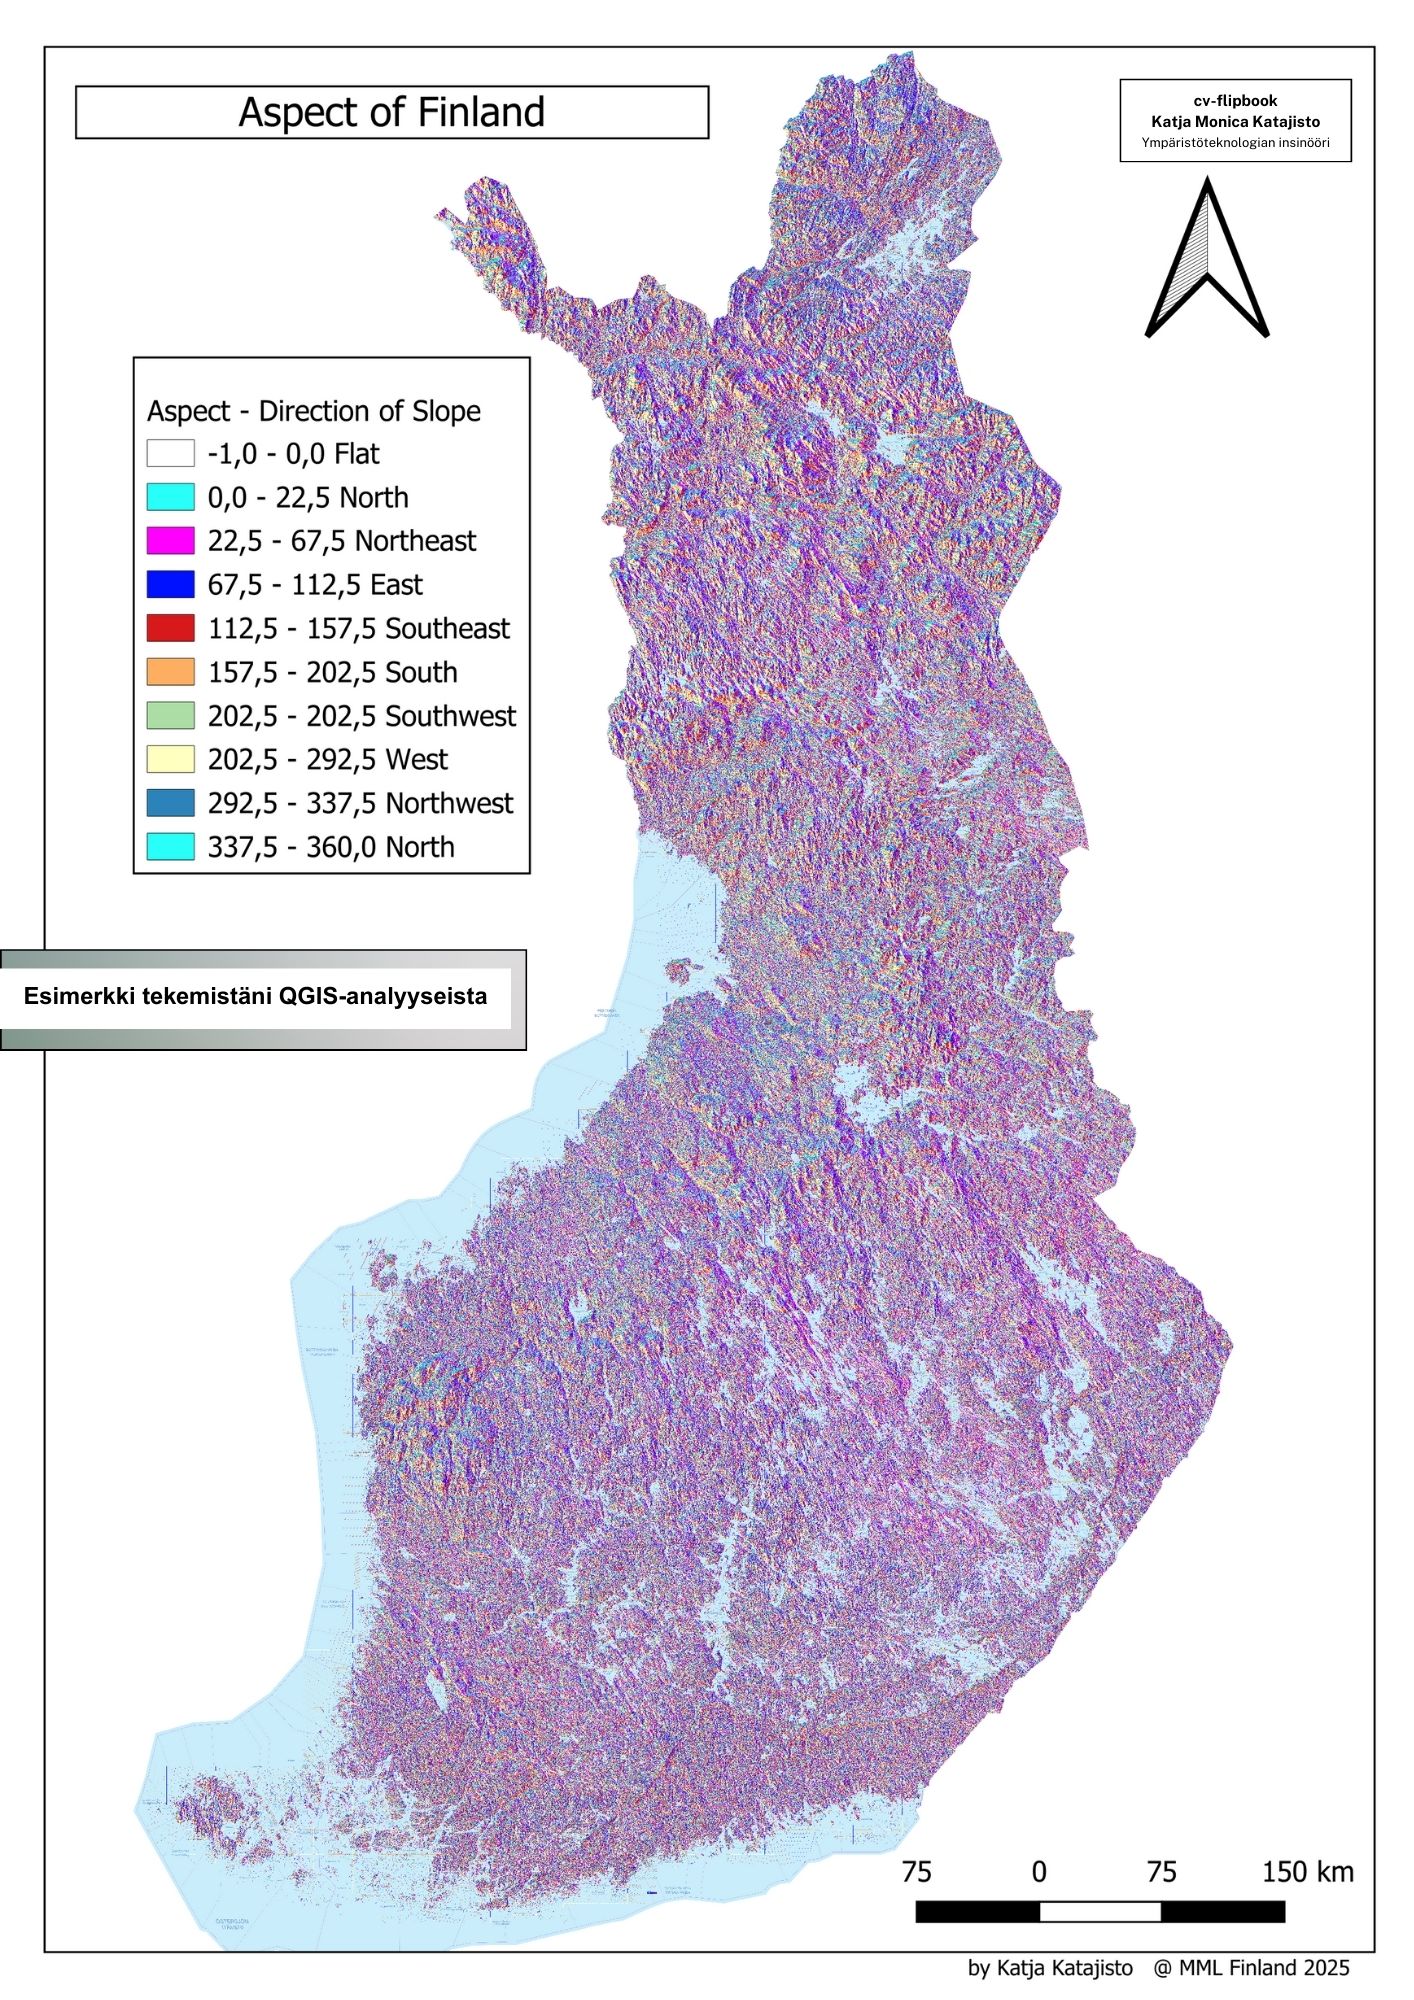 Aspect of Finland
cv-flipbook
Katja Monica Katajisto
Ympäristöteknologian insinööri
Aspect - Direction of Slope
-1,0 - 0,0 Flat
0,0 - 22,5 North
22,5 - 67,5 Northeast
67,5 - 112,5 East
112,5 - 157,5 Southeast
157,5 - 202,5 South
202,5 - 202,5 Southwest
202,5 - 292,5 West
292,5 - 337,5 Northwest
337,5 - 360,0 North
Esimerkki tekemistäni QGIS-analyyseista
75 0 75 150 km
by Katja Katajisto @ MML Finland 2025